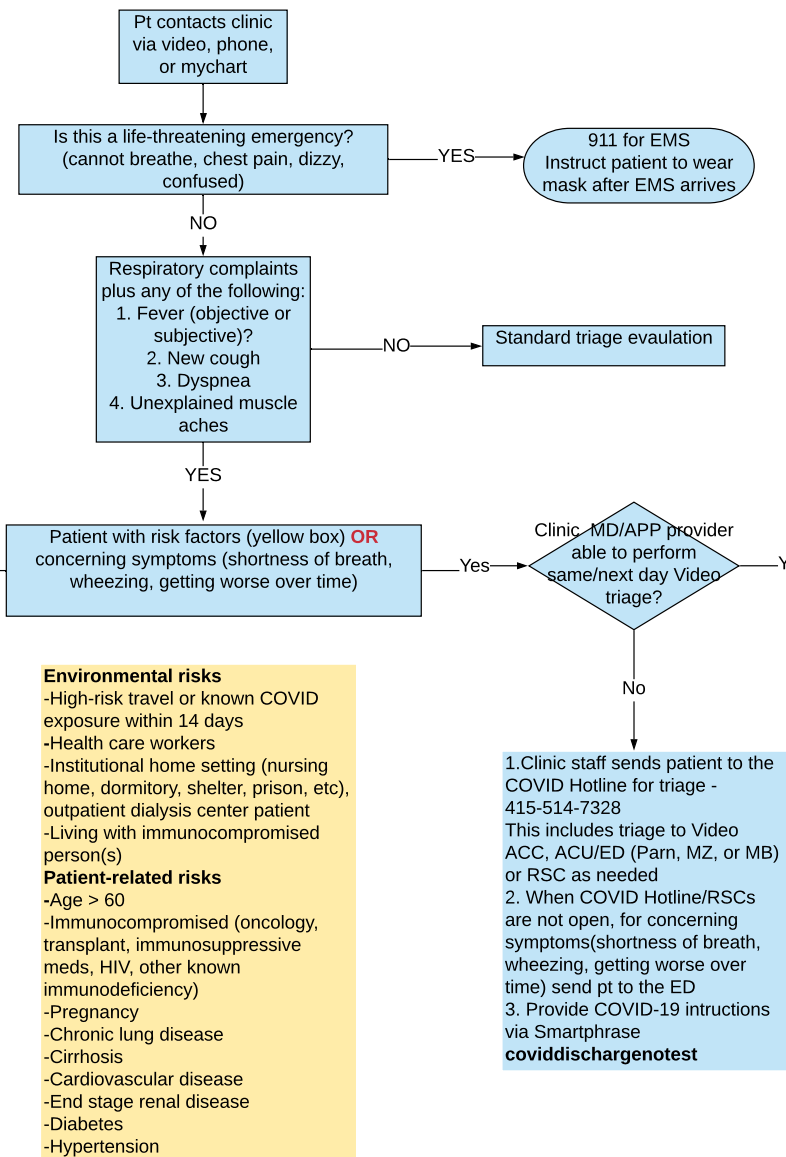 Pt contacts clinic
via video, phone,
or mychart
Is this a life-threatening emergency?
(cannot breathe, chest pain, dizzy,
confused)
YES
911 for EMS
Instruct patient to wear
mask after EMS arrives
NO
Respiratory complaints
plus any of the following:
1. Fever (objective or
subjective)?
2. New cough
3. Dyspnea
4. Unexplained muscle
aches
NO
Standard triage evaulation
YES
Patient with risk factors (yellow box) OR
concerning symptoms (shortness of breath,
wheezing, getting worse over time)
Yes
Clinic MD/APP provider
able to perform
same/next day Video
triage?
No
Environmental risks
-High-risk travel or known COVID
exposure within 14 days
-Health care workers
-Institutional home setting (nursing
home, dormitory, shelter, prison, etc),
outpatient dialysis center patient
-Living with immunocompromised
person(s)
Patient-related risks
-Age > 60
-Immunocompromised (oncology,
transplant, immunosuppressive
meds, HIV, other known
immunodeficiency)
-Pregnancy
-Chronic lung disease
-Cirrhosis
-Cardiovascular disease
-End stage renal disease
-Diabetes
-Hypertension
1.Clinic staff sends patient to the
COVID Hotline for triage -
415-514-7328
This includes triage to Video
ACC, ACU/ED (Parn, MZ, or MB)
or RSC as needed
2. When COVID Hotline/RSCs
are not open, for concerning
symptoms(shortness of breath,
wheezing, getting worse over
time) send pt to the ED
3. Provide COVID-19 intructions
via Smartphrase
coviddischargenotest